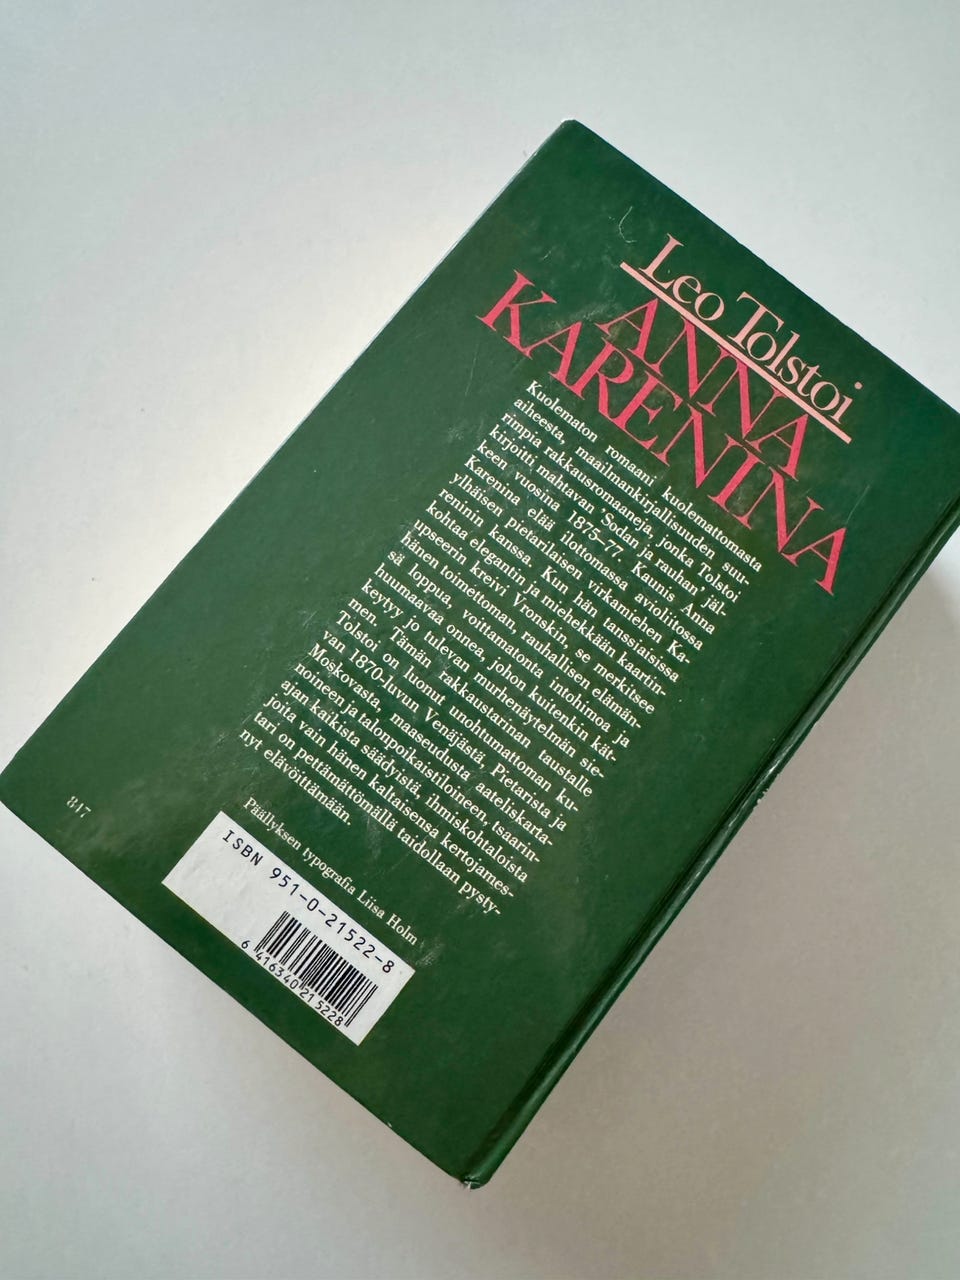 Leo Tolstoi
ANNA
KARENINA
Kuolematon romaani kuolemattomasta
aiheesta, maailmankirjallisuuden suu-
rimpia rakkausromaaneja, jonka Tolstoi
kirjoitti mahtavan 'Sodan ja rauhan' jäl-
keen vuosina 1875-77. Kaunis Anna
Karenina elää ilottomassa avioliitossa
ylhäisen pietarilaisen virkamiehen Ka-
reninin kanssa. Kun hän tanssiaisissa
kohtaa elegantin ja miehekkään kaartin-
upseerin kreivi Vronskin, se merkitsee
hänen toimettoman, rauhallisen elämän-
sä loppua, voittamatonta intohimoa ja
huumaavaa onnea, johon kuitenkin kät-
keytyy jo tulevan murhenäytelmän sie-
men. Tämän rakkaustarinan taustalle
Tolstoi on luonut unohtumattoman ku-
van 1870-luvun Venäjästä, Pietarista ja
Moskovasta, maaseudusta aateliskarta-
noineen ja talonpoikaistiloineen, tsaarin-
ajan kaikista säädyistä, ihmiskohtaloista
joita vain hänen kaltaisensa kertojames-
tari on pettämättömällä taidollaan pysty-
nyt elävöittämään.
Päällyksen typografia Liisa Holm
847
ISBN 951-0-21522-8
6 416340 215228